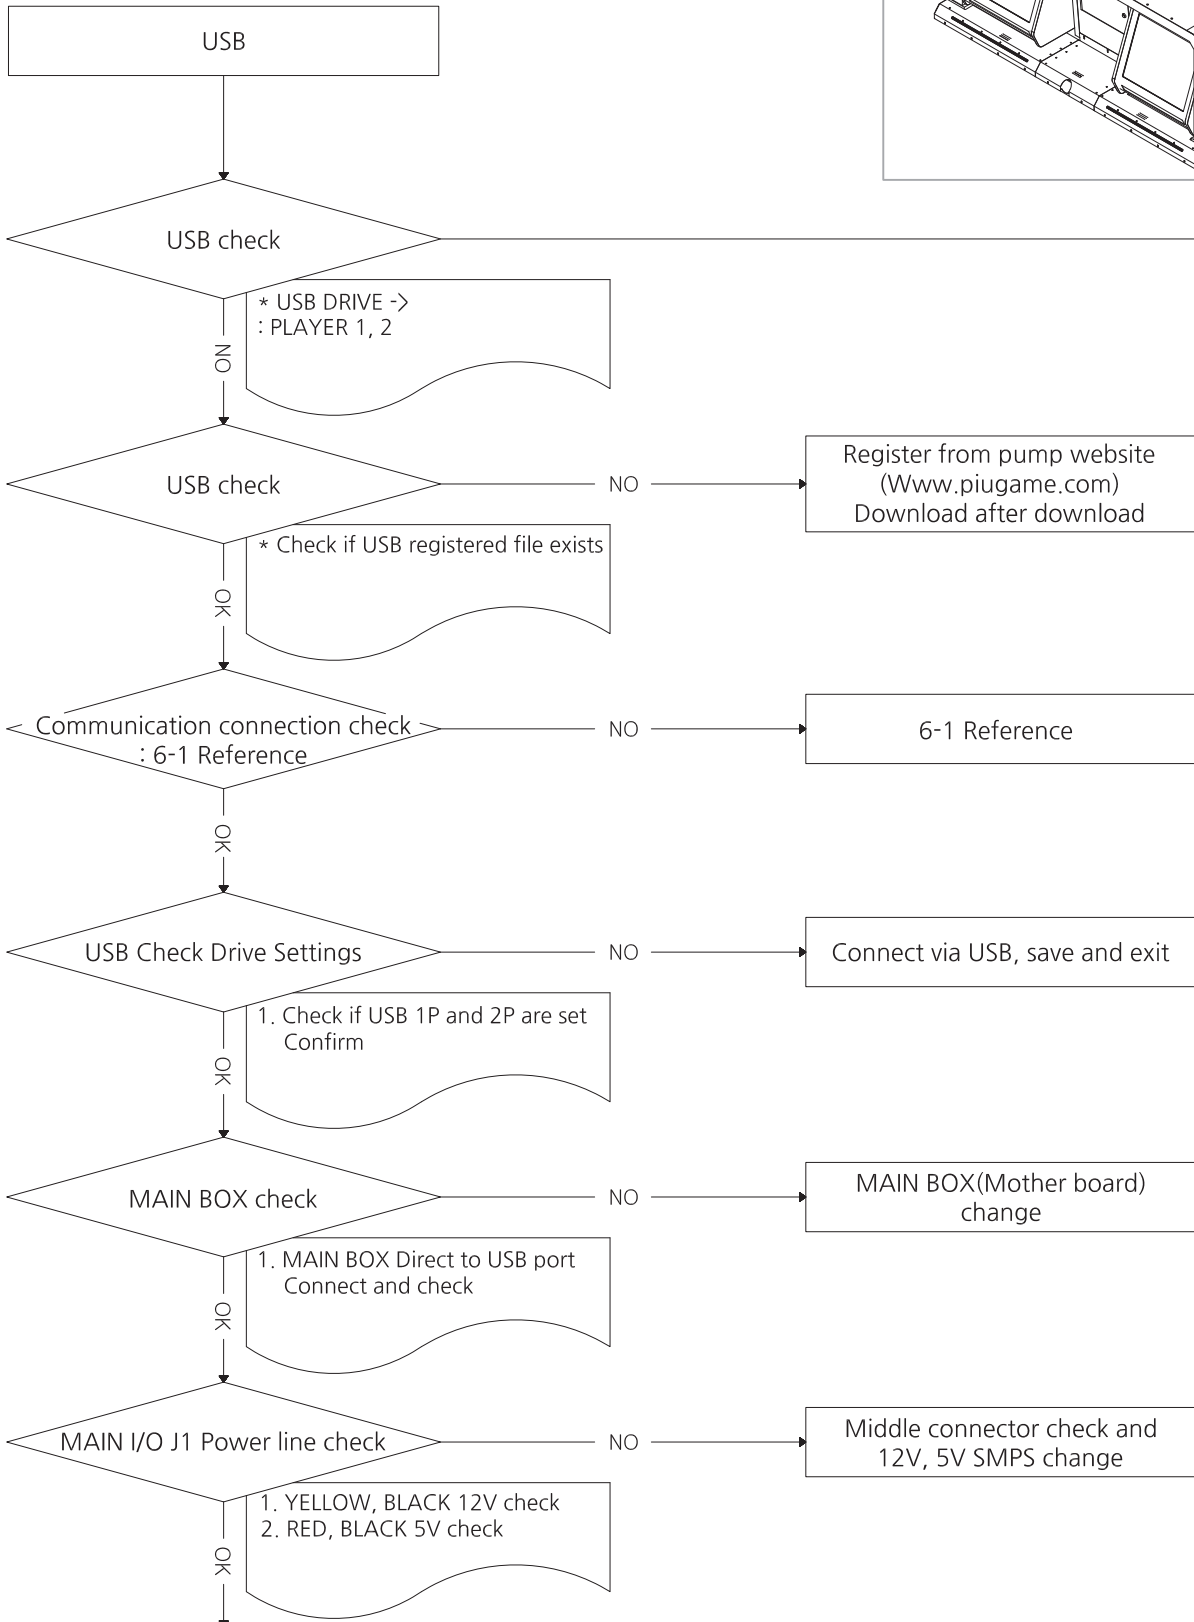 USB
USB check
* USB DRIVE ->
: PLAYER 1, 2
NO
USB check
NO
Register from pump website
(Www.piugame.com)
Download after download
* Check if USB registered file exists
OK
Communication connection check
: 6-1 Reference
NO
6-1 Reference
OK
USB Check Drive Settings
NO
Connect via USB, save and exit
1. Check if USB 1P and 2P are set
Confirm
OK
MAIN BOX check
NO
MAIN BOX(Mother board)
change
1. MAIN BOX Direct to USB port
Connect and check
OK
MAIN I/O J1 Power line check
NO
Middle connector check and
12V, 5V SMPS change
1. YELLOW, BLACK 12V check
2. RED, BLACK 5V check
OK